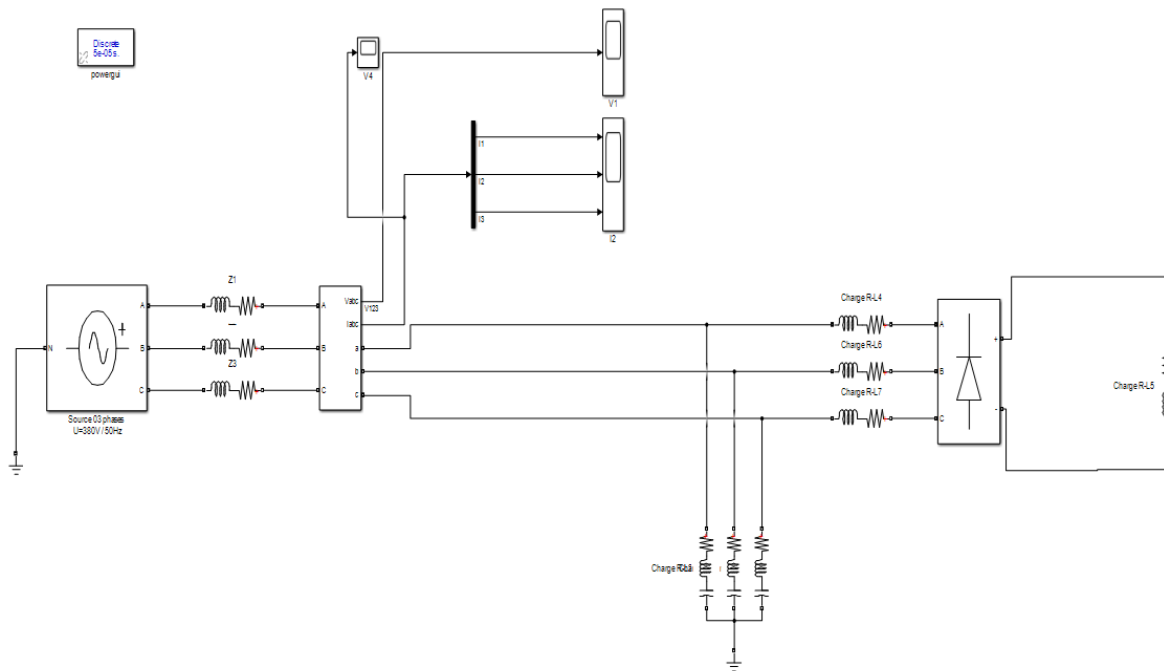 Discrete
5e-05 s.
powergui
V4
V1
I1
I2
I3
I2
Z1
Z3
A
B
C
N
A
B
C
Vabc
Iabc
a
b
c
V123
+
Source 03 phases
U=380V / 50Hz
Charge R-L4
Charge R-L6
Charge R-L7
A
B
C
+
-
Charge R-L5